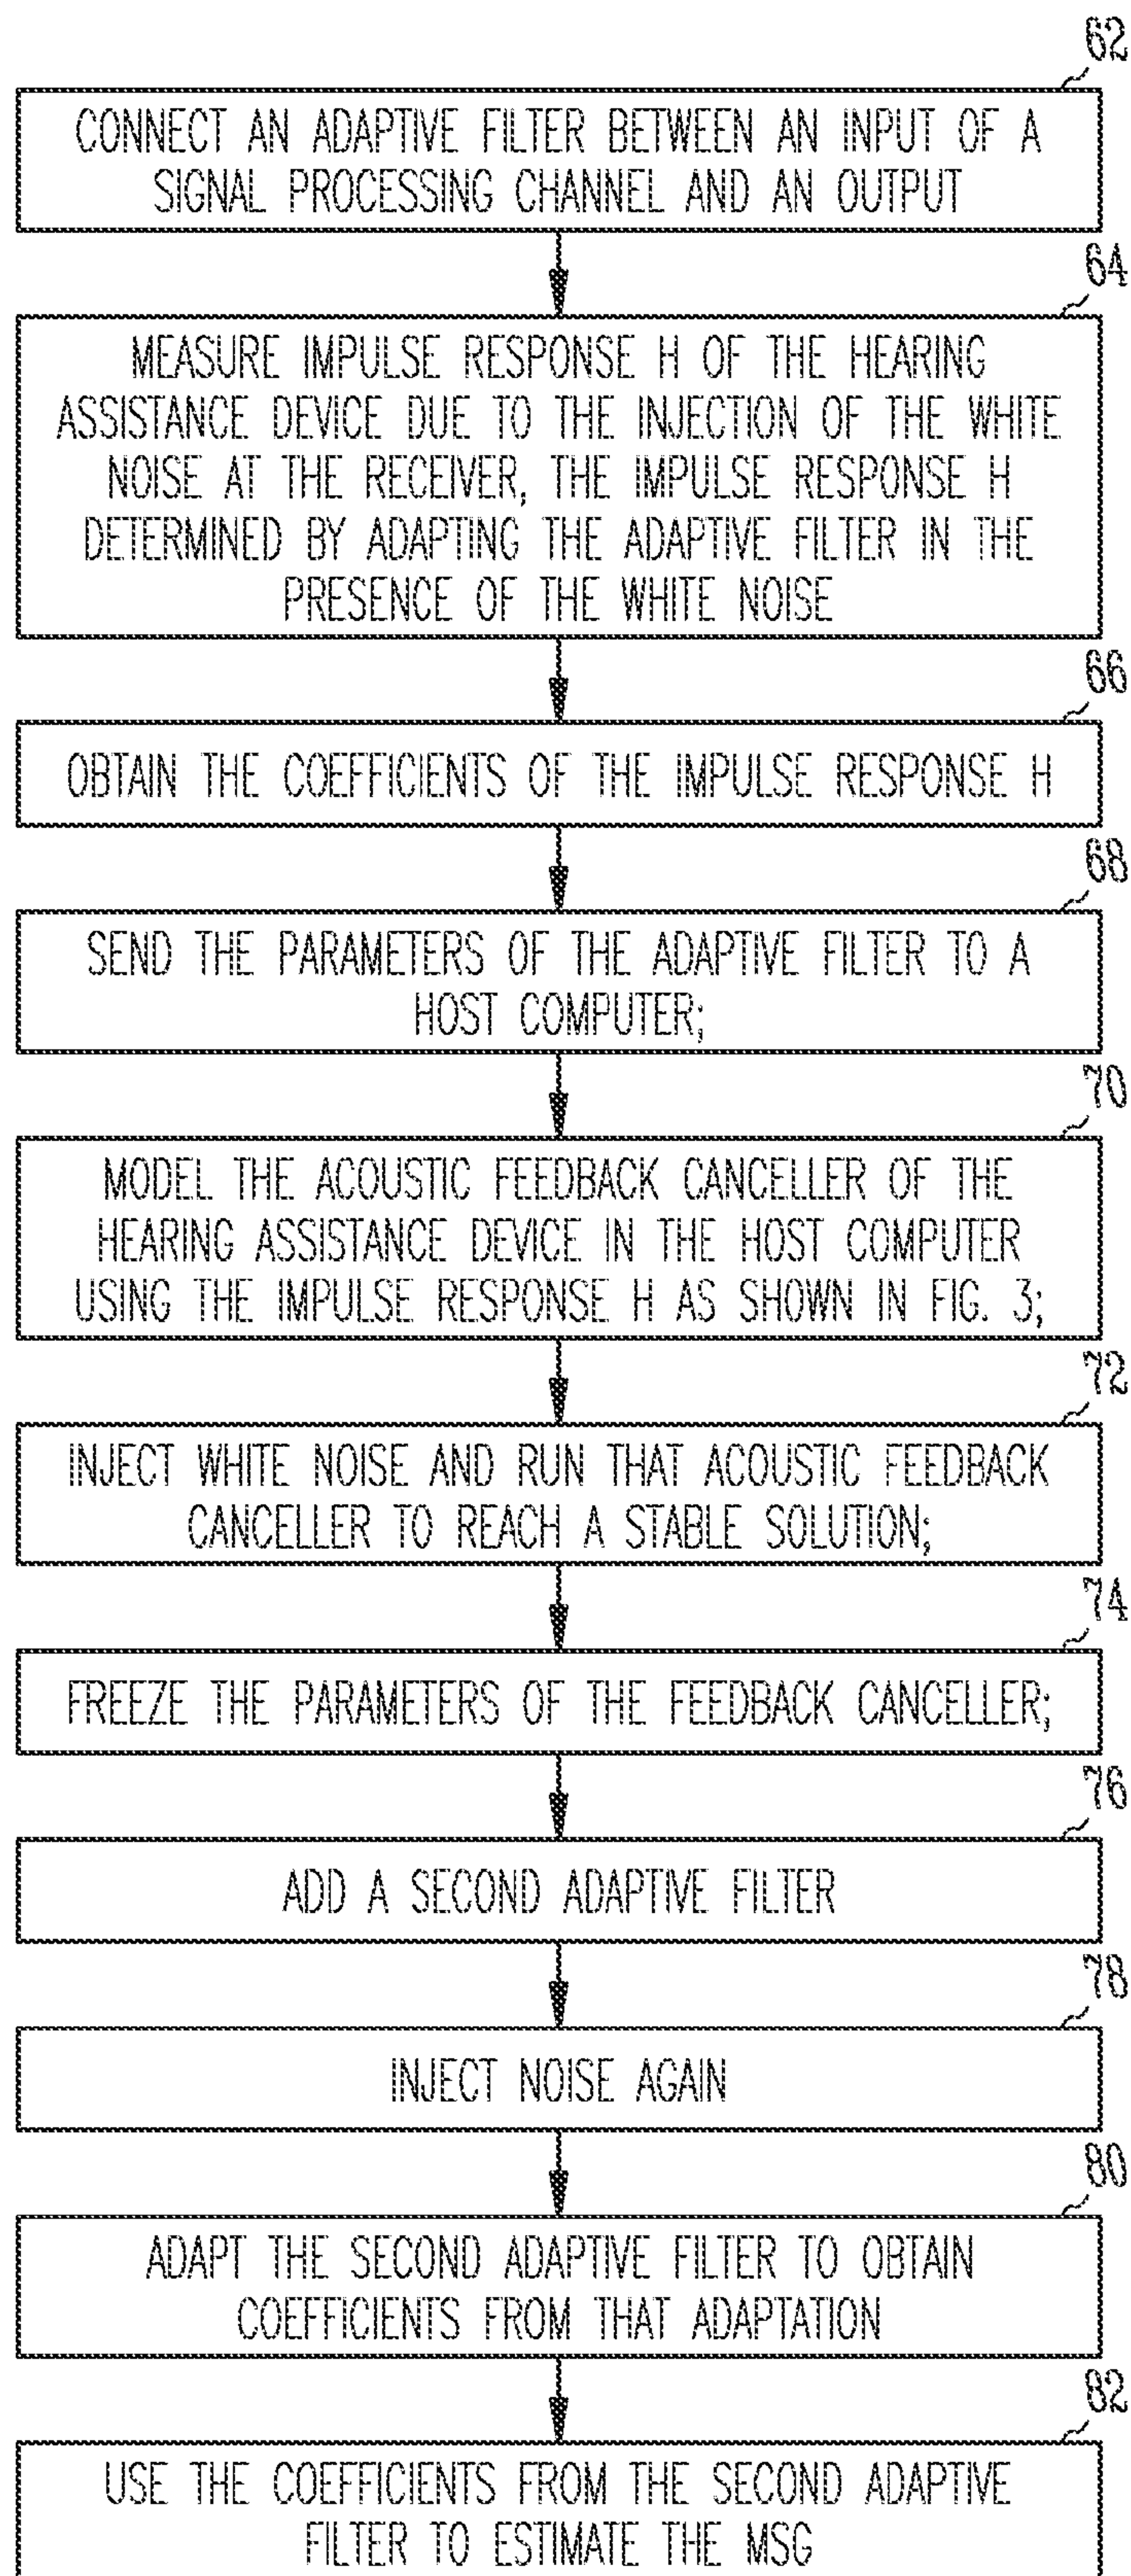 62
CONNECT AN ADAPTIVE FILTER BETWEEN AN INPUT OF A
SIGNAL PROCESSING CHANNEL AND AN OUTPUT
64
MEASURE IMPULSE RESPONSE H OF THE HEARING
ASSISTANCE DEVICE DUE TO THE INJECTION OF THE WHITE
NOISE AT THE RECEIVER, THE IMPULSE RESPONSE H
DETERMINED BY ADAPTING THE ADAPTIVE FILTER IN THE
PRESENCE OF THE WHITE NOISE
66
OBTAIN THE COEFFICIENTS OF THE IMPULSE RESPONSE H
68
SEND THE PARAMETERS OF THE ADAPTIVE FILTER TO A
HOST COMPUTER;
70
MODEL THE ACOUSTIC FEEDBACK CANCELLER OF THE
HEARING ASSISTANCE DEVICE IN THE HOST COMPUTER
USING THE IMPULSE RESPONSE H AS SHOWN IN FIG. 3;
72
INJECT WHITE NOISE AND RUN THAT ACOUSTIC FEEDBACK
CANCELLER TO REACH A STABLE SOLUTION;
74
FREEZE THE PARAMETERS OF THE FEEDBACK CANCELLER;
76
ADD A SECOND ADAPTIVE FILTER
78
INJECT NOISE AGAIN
80
ADAPT THE SECOND ADAPTIVE FILTER TO OBTAIN
COEFFICIENTS FROM THAT ADAPTATION
82
USE THE COEFFICIENTS FROM THE SECOND ADAPTIVE
FILTER TO ESTIMATE THE MSG